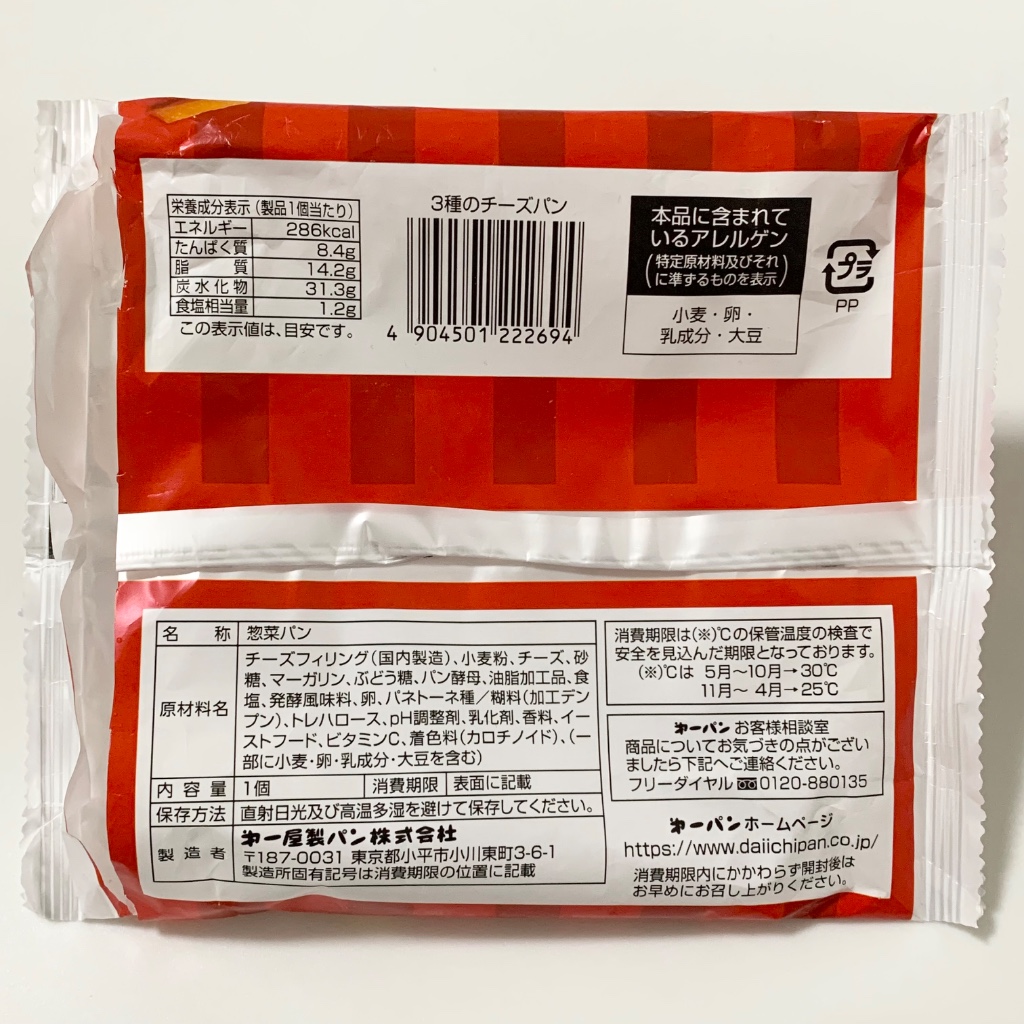 栄養成分表示(製品1個当たり)
エネルギー 286kcal
たんぱく質 8.4g
脂質 14.2g
炭水化物 31.3g
食塩相当量 1.2g
この表示値は、目安です。
3種のチーズパン
4 904501 222694
本品に含まれて
いるアレルゲン
(特定原材料及びそれ
に準ずるものを表示)
小麦・卵・
乳成分・大豆
プラ
PP
名称 惣菜パン
原材料名
チーズフィリング(国内製造)、小麦粉、チーズ、砂
糖、マーガリン、ぶどう糖、パン酵母、油脂加工品、食
塩、発酵風味料、卵、パネトーネ種/糊料(加工デン
プン)、トレハロース、pH調整剤、乳化剤、香料、イー
ストフード、ビタミンC、着色料(カロチノイド)、(一
部に小麦・卵・乳成分・大豆を含む)
内容量 1個 消費期限 表面に記載
保存方法 直射日光及び高温多湿を避けて保存してください。
製造者
第一屋製パン株式会社
〒187-0031 東京都小平市小川東町3-6-1
製造所固有記号は消費期限の位置に記載
消費期限は(※)℃の保管温度の検査で
安全を見込んだ期限となっております。
(※)℃は 5月~10月→30℃
11月~ 4月→25℃
第一パン お客様相談室
商品についてお気づきの点がござい
ましたら下記へご連絡ください。
フリーダイヤル 0120-880135
第一パン ホームページ
https://www.daiichipan.co.jp/
消費期限内にかかわらず開封後は
お早めにお召し上がりください。